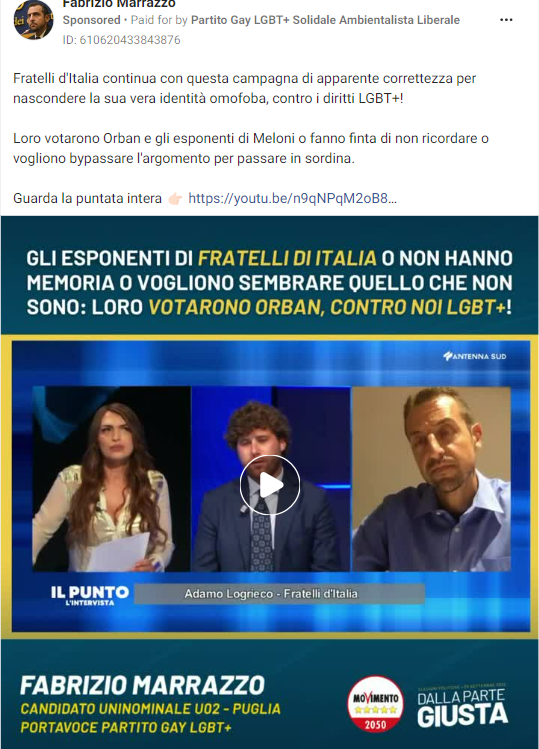 Fabrizio Marrazzo
Sponsored • Paid for by Partito Gay LGBT+ Solidale Ambientalista Liberale
ID: 610620433843876
Fratelli d'Italia continua con questa campagna di apparente correttezza per
nascondere la sua vera identità omofoba, contro i diritti LGBT+!
Loro votarono Orban e gli esponenti di Meloni o fanno finta di non ricordare o
vogliono bypassare l'argomento per passare in sordina.
Guarda la puntata intera 👉🏻 https://youtu.be/n9qNPqM2oB8...
GLI ESPONENTI DI FRATELLI DI ITALIA O NON HANNO
MEMORIA O VOGLIONO SEMBRARE QUELLO CHE NON
SONO: LORO VOTARONO ORBAN, CONTRO NOI LGBT+!
ANTENNA SUD
IL PUNTO
L'INTERVISTA
Adamo Logrieco - Fratelli d'Italia
FABRIZIO MARRAZZO
CANDIDATO UNINOMINALE U02 - PUGLIA
PORTAVOCE PARTITO GAY LGBT+
MOVIMENTO
2050
ELEZIONI POLITICHE - 25 SETTEMBRE 2022
DALLA PARTE
GIUSTA